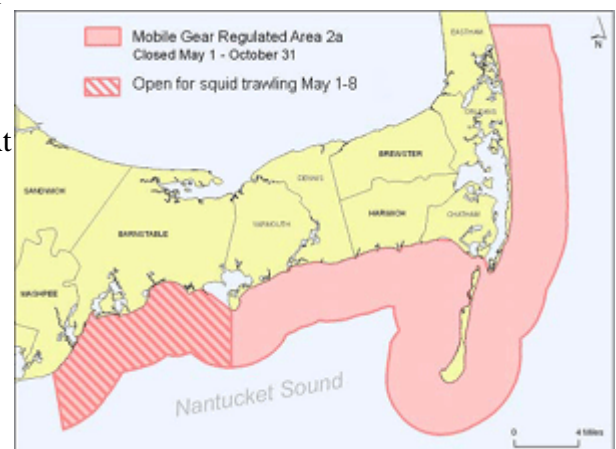 Mobile Gear Regulated Area 2a
Closed May 1 - October 31
Open for squid trawling May 1-8
EASTHAM
N
ORLEANS
BREWSTER
DENNIS
SANDWICH
HARWICH
CHATHAM
YARMOUTH
BARNSTABLE
MASHPEE
Nantucket Sound
0 4 Miles
t